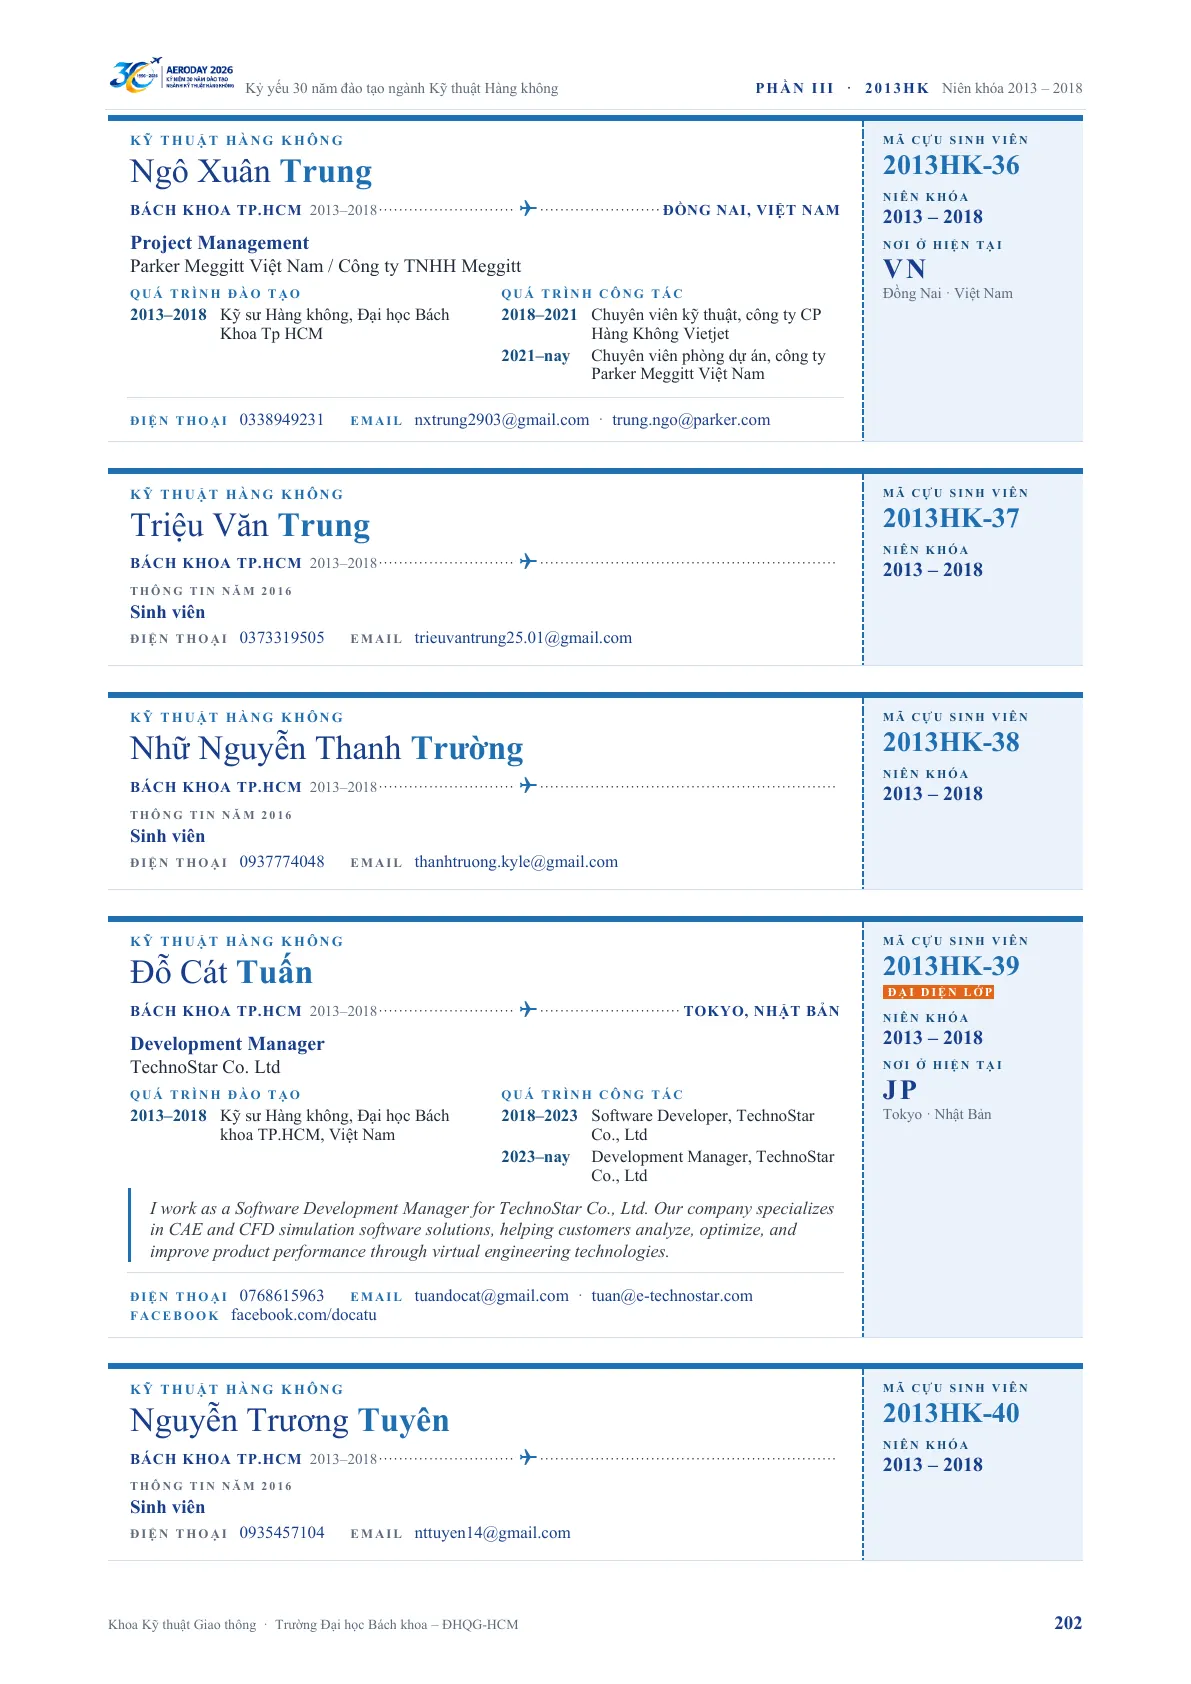 30
1996 - 2026
AERODAY 2026
KỶ NIỆM 30 NĂM ĐÀO TẠO
NGÀNH KỸ THUẬT HÀNG KHÔNG
Kỷ yếu 30 năm đào tạo ngành Kỹ thuật Hàng không
PHẦN III · 2013HK Niên khóa 2013 – 2018
KỸ THUẬT HÀNG KHÔNG
Ngô Xuân Trung
BÁCH KHOA TP.HCM 2013–2018 ĐỒNG NAI, VIỆT NAM
Project Management
Parker Meggitt Việt Nam / Công ty TNHH Meggitt
QUÁ TRÌNH ĐÀO TẠO
2013–2018 Kỹ sư Hàng không, Đại học Bách
Khoa Tp HCM
QUÁ TRÌNH CÔNG TÁC
2018–2021 Chuyên viên kỹ thuật, công ty CP
Hàng Không Vietjet
2021–nay Chuyên viên phòng dự án, công ty
Parker Meggitt Việt Nam
ĐIỆN THOẠI 0338949231 EMAIL nxtrung2903@gmail.com · trung.ngo@parker.com
MÃ CỰU SINH VIÊN
2013HK-36
NIÊN KHÓA
2013 – 2018
NƠI Ở HIỆN TẠI
VN
Đồng Nai · Việt Nam
KỸ THUẬT HÀNG KHÔNG
Triệu Văn Trung
BÁCH KHOA TP.HCM 2013–2018
THÔNG TIN NĂM 2016
Sinh viên
ĐIỆN THOẠI 0373319505 EMAIL trieuvantrung25.01@gmail.com
MÃ CỰU SINH VIÊN
2013HK-37
NIÊN KHÓA
2013 – 2018
KỸ THUẬT HÀNG KHÔNG
Nhữ Nguyễn Thanh Trường
BÁCH KHOA TP.HCM 2013–2018
THÔNG TIN NĂM 2016
Sinh viên
ĐIỆN THOẠI 0937774048 EMAIL thanhtruong.kyle@gmail.com
MÃ CỰU SINH VIÊN
2013HK-38
NIÊN KHÓA
2013 – 2018
KỸ THUẬT HÀNG KHÔNG
Đỗ Cát Tuấn
BÁCH KHOA TP.HCM 2013–2018 TOKYO, NHẬT BẢN
Development Manager
TechnoStar Co. Ltd
QUÁ TRÌNH ĐÀO TẠO
2013–2018 Kỹ sư Hàng không, Đại học Bách
khoa TP.HCM, Việt Nam
QUÁ TRÌNH CÔNG TÁC
2018–2023 Software Developer, TechnoStar
Co., Ltd
2023–nay Development Manager, TechnoStar
Co., Ltd
I work as a Software Development Manager for TechnoStar Co., Ltd. Our company specializes
in CAE and CFD simulation software solutions, helping customers analyze, optimize, and
improve product performance through virtual engineering technologies.
ĐIỆN THOẠI 0768615963 EMAIL tuandocat@gmail.com · tuan@e-technostar.com
FACEBOOK facebook.com/docatu
MÃ CỰU SINH VIÊN
2013HK-39
ĐẠI DIỆN LỚP
NIÊN KHÓA
2013 – 2018
NƠI Ở HIỆN TẠI
JP
Tokyo · Nhật Bản
KỸ THUẬT HÀNG KHÔNG
Nguyễn Trương Tuyên
BÁCH KHOA TP.HCM 2013–2018
THÔNG TIN NĂM 2016
Sinh viên
ĐIỆN THOẠI 0935457104 EMAIL nttuyen14@gmail.com
MÃ CỰU SINH VIÊN
2013HK-40
NIÊN KHÓA
2013 – 2018
Khoa Kỹ thuật Giao thông · Trường Đại học Bách khoa – ĐHQG-HCM
202